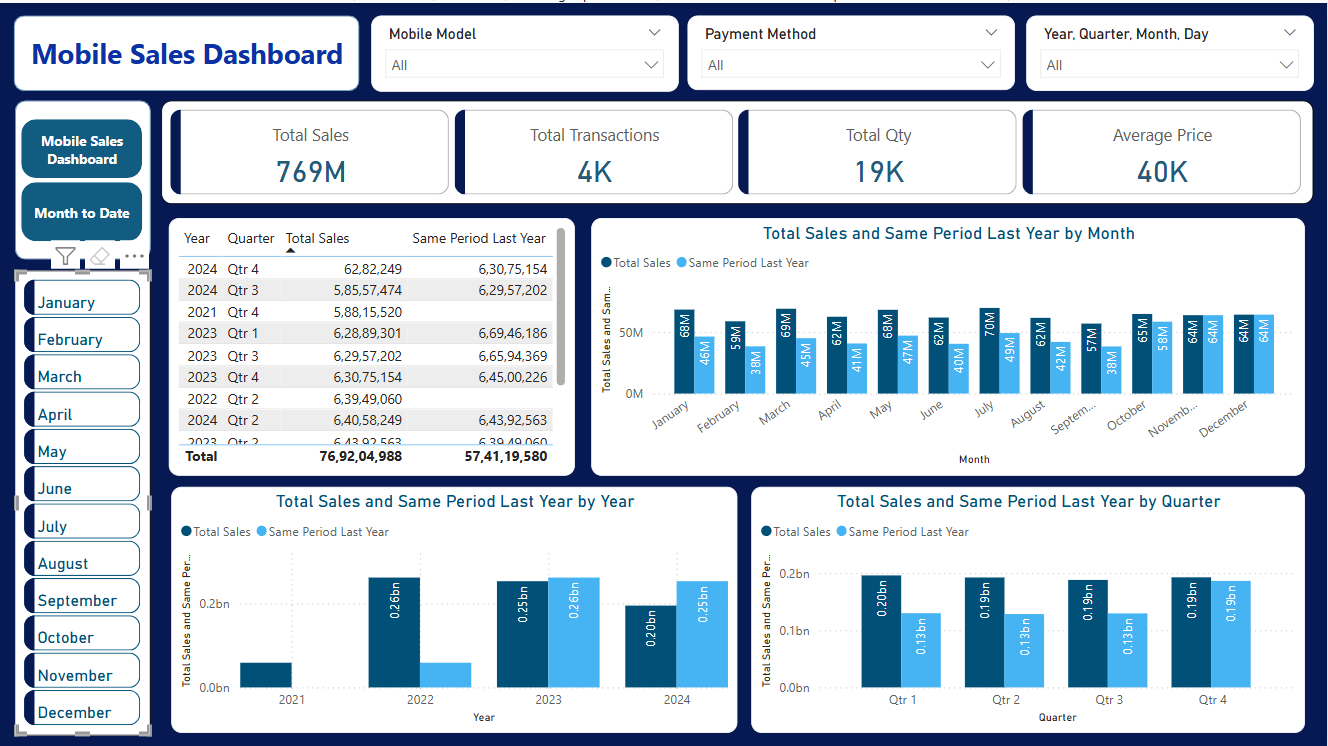 Mobile Sales Dashboard
Mobile Model
All
Payment Method
All
Year, Quarter, Month, Day
All
Mobile Sales
Dashboard
Month to Date
Total Sales
769M
Total Transactions
4K
Total Qty
19K
Average Price
40K
January
February
March
April
May
June
July
August
September
October
November
December
Year Quarter Total Sales Same Period Last Year
2024 Qtr 4 62,82,249 6,30,75,154
2024 Qtr 3 5,85,57,474 6,29,57,202
2021 Qtr 4 5,88,15,520
2023 Qtr 1 6,28,89,301 6,69,46,186
2023 Qtr 3 6,29,57,202 6,65,94,369
2023 Qtr 4 6,30,75,154 6,45,00,226
2022 Qtr 2 6,39,49,060
2024 Qtr 2 6,40,58,249 6,43,92,563
2023 Qtr 2 6,43,92,563 6,39,49,060
Total 76,92,04,988 57,41,19,580
Total Sales and Same Period Last Year by Month
Total Sales Same Period Last Year
Total Sales and Sam...
50M
0M
68M 46M 59M 38M 69M 45M 62M 41M 68M 47M 62M 40M 70M 49M 62M 42M 57M 38M 65M 58M 64M 64M 64M 64M
January February March April May June July August Septem... October Novemb... December
Month
Total Sales and Same Period Last Year by Year
Total Sales Same Period Last Year
Total Sales and Same Per...
0.2bn
0.0bn
0.26bn 0.25bn 0.26bn 0.20bn 0.25bn
2021 2022 2023 2024
Year
Total Sales and Same Period Last Year by Quarter
Total Sales Same Period Last Year
Total Sales and Same Per...
0.2bn
0.1bn
0.0bn
0.20bn 0.13bn 0.19bn 0.13bn 0.19bn 0.13bn 0.19bn 0.19bn
Qtr 1 Qtr 2 Qtr 3 Qtr 4
Quarter